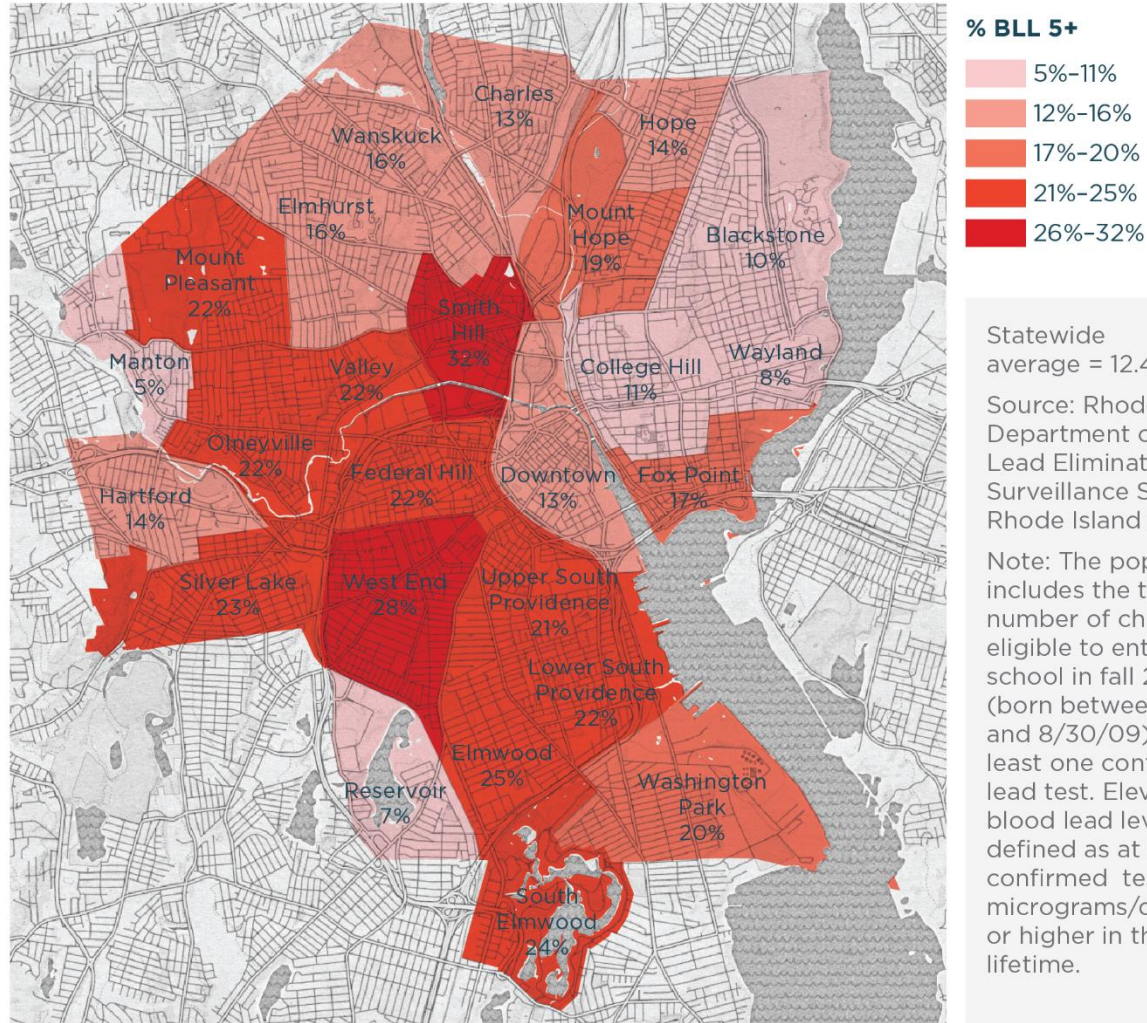 Charles
13%
Hope
14%
Wanskuck
16%
Elmhurst
16%
Mount
Hope
19%
Blackstone
10%
Mount
Pleasant
22%
Smith
Hill
32%
Manton
5%
Valley
22%
College Hill
11%
Wayland
8%
Olneyville
22%
Federal Hill
22%
Downtown
13%
Fox Point
17%
Hartford
14%
Silver Lake
23%
West End
28%
Upper South
Providence
21%
Lower South
Providence
22%
Elmwood
25%
Reservoir
7%
Washington
Park
20%
South
Elmwood
24%
% BLL 5+
5%–11%
12%–16%
17%–20%
21%–25%
26%–32%
Statewide
average = 12.4
Source: Rhod
Department o
Lead Eliminat
Surveillance S
Rhode Island
Note: The pop
includes the t
number of ch
eligible to ent
school in fall 2
(born between
and 8/30/09)
least one conf
lead test. Elev
blood lead lev
defined as at
confirmed te
micrograms/d
or higher in th
lifetime.